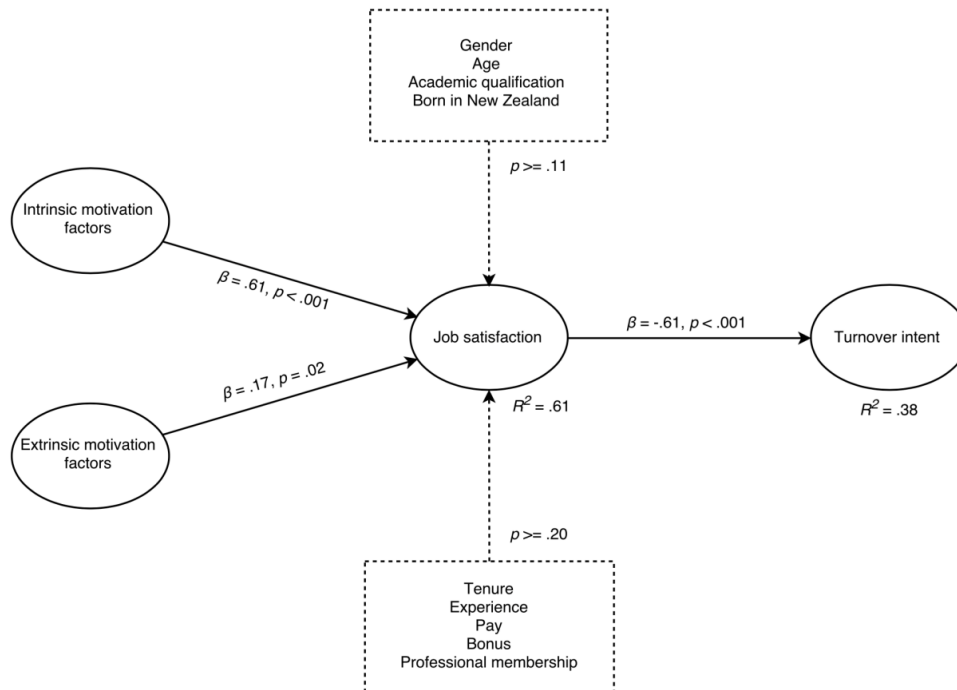 Gender
Age
Academic qualification
Born in New Zealand
p >= .11
Intrinsic motivation
factors
β = .61, p < .001
Job satisfaction
β = -.61, p < .001
Turnover intent
β = .17, p = .02
R² = .61
R² = .38
Extrinsic motivation
factors
p >= .20
Tenure
Experience
Pay
Bonus
Professional membership